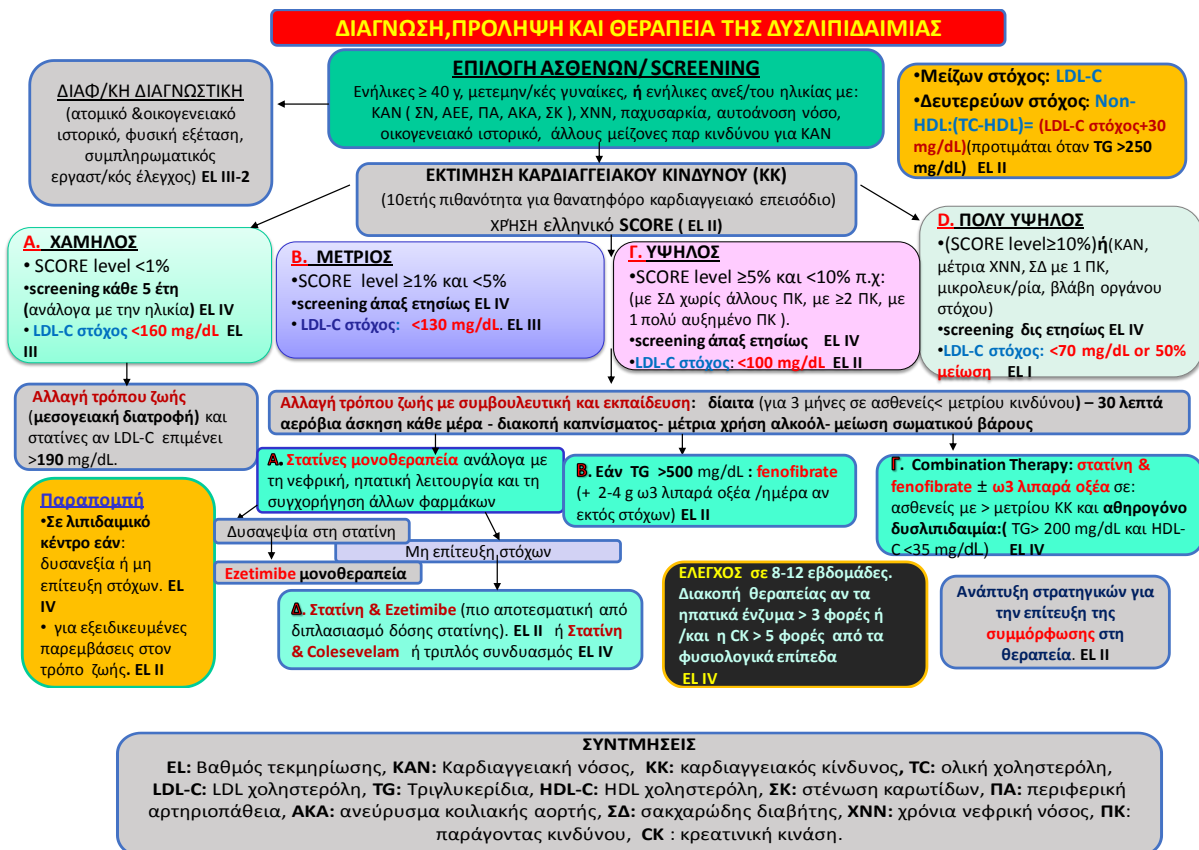 ΔΙΑΓΝΩΣΗ,ΠΡΟΛΗΨΗ ΚΑΙ ΘΕΡΑΠΕΙΑ ΤΗΣ ΔΥΣΛΙΠΙΔΑΙΜΙΑΣ
ΔΙΑΦ/ΚΗ ΔΙΑΓΝΩΣΤΙΚΗ
(ατομικό &οικογενειακό
ιστορικό, φυσική εξέταση,
συμπληρωματικός
εργαστ/κός έλεγχος) EL III-2
ΕΠΙΛΟΓΗ ΑΣΘΕΝΩΝ/ SCREENING
Ενήλικες ≥ 40 y, μετεμην/κές γυναίκες, ή ενήλικες ανεξ/του ηλικίας με:
ΚΑΝ ( ΣΝ, ΑΕΕ, ΠΑ, ΑΚΑ, ΣΚ ), ΧΝΝ, παχυσαρκία, αυτοάνοση νόσο,
οικογενειακό ιστορικό, άλλους μείζονες παρ κινδύνου για ΚΑΝ
•Μείζων στόχος: LDL-C
•Δευτερεύων στόχος: Non-
HDL:(TC-HDL)= (LDL-C στόχος+30
mg/dL)(προτιμάται όταν TG >250
mg/dL) EL II
ΕΚΤΙΜΗΣΗ ΚΑΡΔΙΑΓΓΕΙΑΚΟΥ ΚΙΝΔΥΝΟΥ (ΚΚ)
(10ετής πιθανότητα για θανατηφόρο καρδιαγγειακό επεισόδιο)
ΧΡΉΣΗ ελληνικό SCORE ( EL II)
Α. ΧΑΜΗΛΟΣ
• SCORE level <1%
•screening κάθε 5 έτη
(ανάλογα με την ηλικία) EL IV
• LDL-C στόχος <160 mg/dL EL
III
Β. ΜΕΤΡΙΟΣ
•SCORE level ≥1% και <5%
•screening άπαξ ετησίως EL IV
• LDL-C στόχος: <130 mg/dL. EL III
Γ. ΥΨΗΛΟΣ
•SCORE level ≥5% και <10% π.χ:
(με ΣΔ χωρίς άλλους ΠΚ, με ≥2 ΠΚ, με
1 πολύ αυξημένο ΠΚ ).
•screening άπαξ ετησίως EL IV
•LDL-C στόχος: <100 mg/dL EL II
D. ΠΟΛΥ ΥΨΗΛΟΣ
•(SCORE level≥10%)ή(ΚΑΝ,
μέτρια ΧΝΝ, ΣΔ με 1 ΠΚ,
μικρολευκ/ρία, βλάβη οργάνου
στόχου)
•screening δις ετησίως EL IV
•LDL-C στόχος: <70 mg/dL or 50%
μείωση EL I
Αλλαγή τρόπου ζωής
(μεσογειακή διατροφή) και
στατίνες αν LDL-C επιμένει
>190 mg/dL.
Αλλαγή τρόπου ζωής με συμβουλευτική και εκπαίδευση: δίαιτα (για 3 μήνες σε ασθενείς< μετρίου κινδύνου) – 30 λεπτά
αερόβια άσκηση κάθε μέρα - διακοπή καπνίσματος- μέτρια χρήση αλκοόλ- μείωση σωματικού βάρους
Α. Στατίνες μονοθεραπεία ανάλογα με
τη νεφρική, ηπατική λειτουργία και τη
συγχορήγηση άλλων φαρμάκων
Β. Εάν TG >500 mg/dL : fenofibrate
(+ 2-4 g ω3 λιπαρά οξέα /ημέρα αν
εκτός στόχων) EL II
Γ. Combination Therapy: στατίνη &
fenofibrate ± ω3 λιπαρά οξέα σε:
ασθενείς με > μετρίου ΚΚ και αθηρογόνο
δυσλιπιδαιμία:( TG> 200 mg/dL και HDL-
C <35 mg/dL) EL IV
Παραπομπή
•Σε λιπιδαιμικό
κέντρο εάν:
δυσανεξία ή μη
επίτευξη στόχων. EL
IV
• για εξειδικευμένες
παρεμβάσεις στον
τρόπο ζωής. EL II
Δυσανεψία στη στατίνη
Μη επίτευξη στόχων
Ezetimibe μονοθεραπεία
Δ. Στατίνη & Ezetimibe (πιο αποτεσματική από
διπλασιασμό δόσης στατίνης). EL II ή Στατίνη
& Colesevelam ή τριπλός συνδυασμός EL IV
ΕΛΕΓΧΟΣ σε 8-12 εβδομάδες.
Διακοπή θεραπείας αν τα
ηπατικά ένζυμα > 3 φορές ή
/και η CK > 5 φορές από τα
φυσιολογικά επίπεδα
EL IV
Ανάπτυξη στρατηγικών για
την επίτευξη της
συμμόρφωσης στη
θεραπεία. EL II
ΣΥΝΤΜΗΣΕΙΣ
EL: Βαθμός τεκμηρίωσης, ΚΑΝ: Καρδιαγγειακή νόσος, ΚΚ: καρδιαγγειακός κίνδυνος, TC: ολική χοληστερόλη,
LDL-C: LDL χοληστερόλη, TG: Τριγλυκερίδια, HDL-C: HDL χοληστερόλη, ΣΚ: στένωση καρωτίδων, ΠΑ: περιφερική
αρτηριοπάθεια, ΑΚΑ: ανεύρυσμα κοιλιακής αορτής, ΣΔ: σακχαρώδης διαβήτης, ΧΝΝ: χρόνια νεφρική νόσος, ΠΚ:
παράγοντας κινδύνου, CK : κρεατινική κινάση.